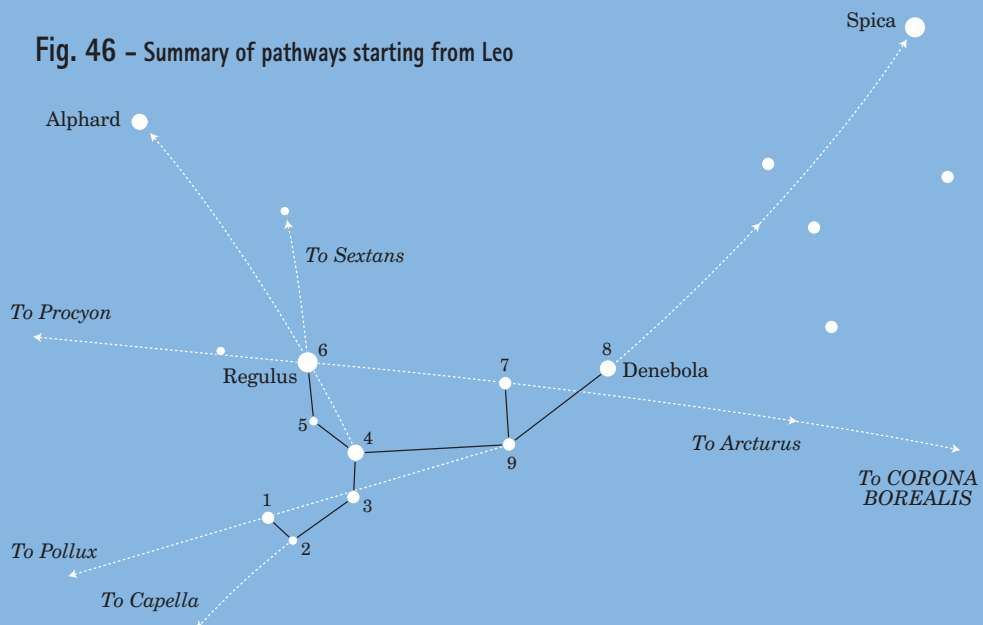 Spica
Fig. 46 – Summary of pathways starting from Leo
Alphard
To Sextans
To Procyon
6
Regulus
7
8
Denebola
5
4
9
To Arcturus
To CORONA
BOREALIS
1
3
2
To Pollux
To Capella